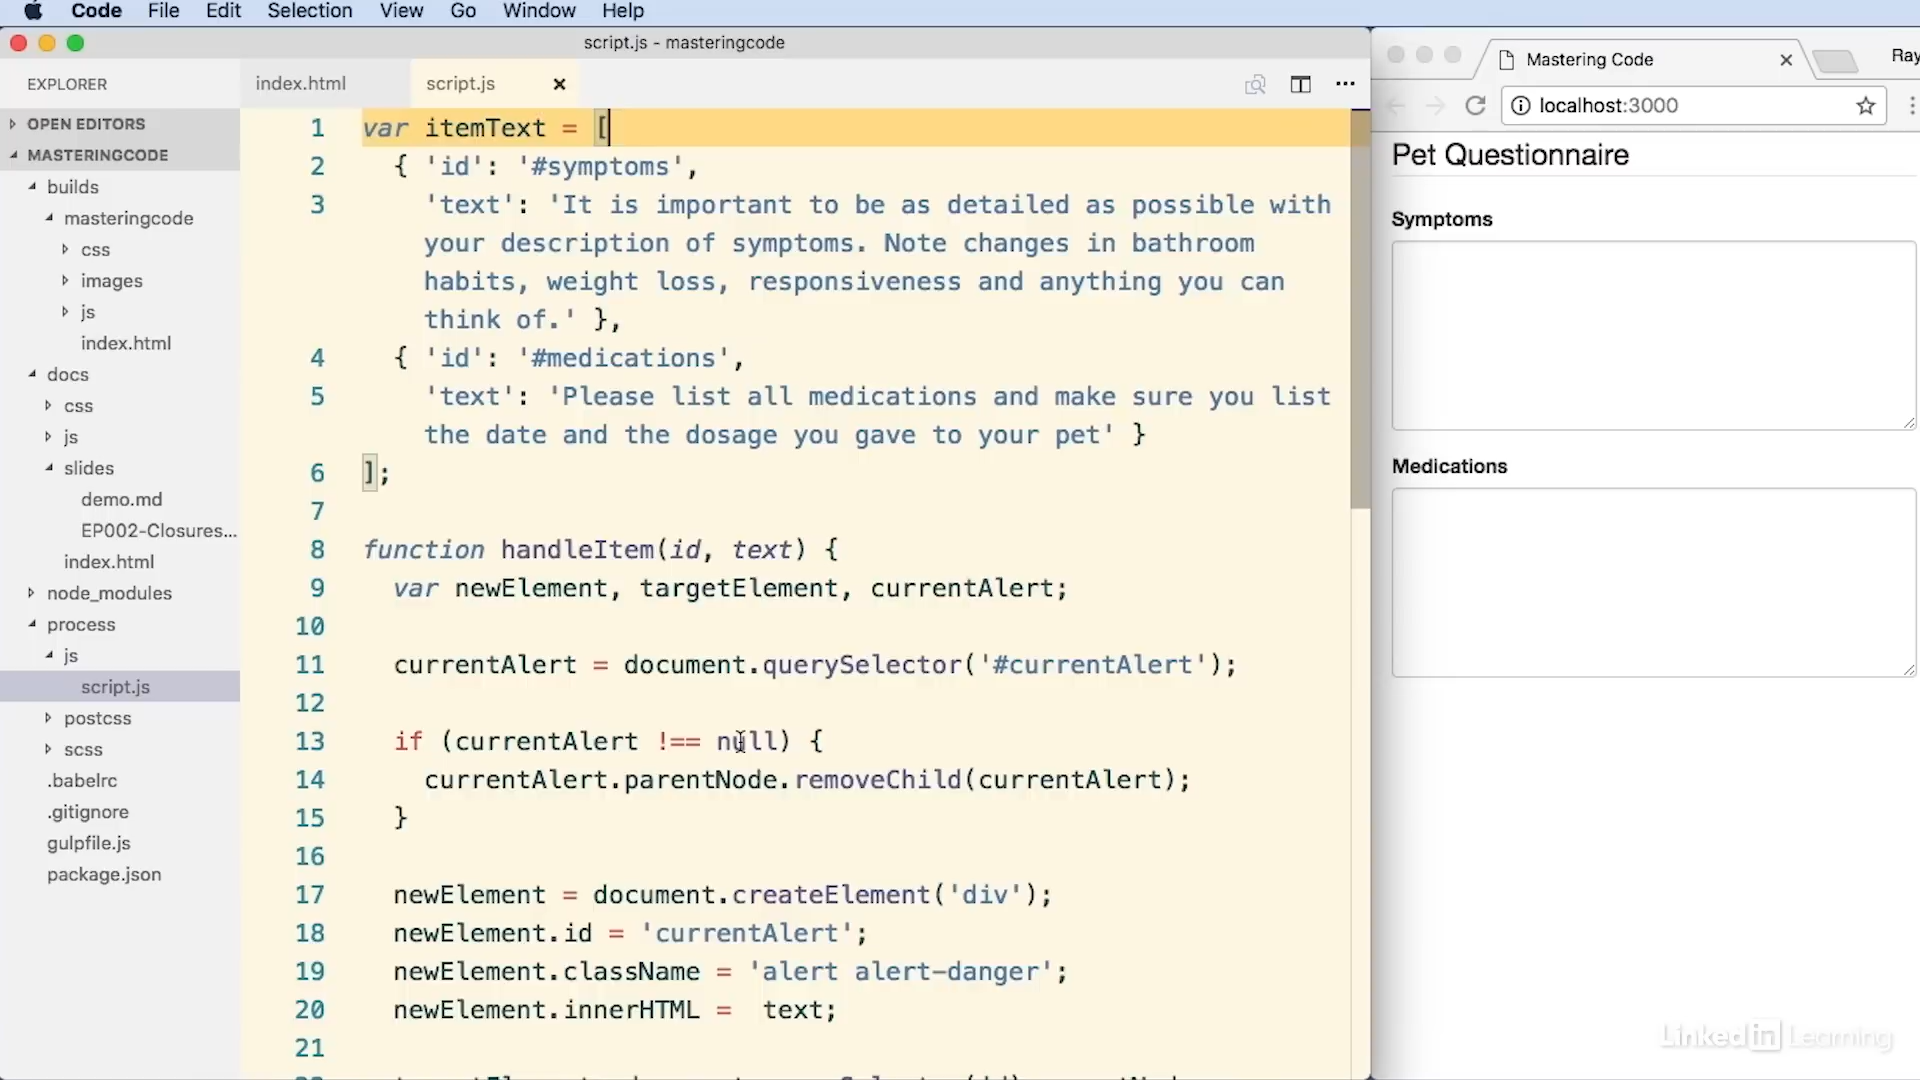 Code File Edit Selection View Go Window Help
script.js - masteringcode
EXPLORER
OPEN EDITORS
MASTERINGCODE
builds
masteringcode
css
images
js
index.html
docs
css
js
slides
demo.md
EP002-Closures...
index.html
node_modules
process
js
script.js
postcss
scss
.babelrc
.gitignore
gulpfile.js
package.json
index.html script.js
1 var itemText = [
2 { 'id': '#symptoms',
3 'text': 'It is important to be as detailed as possible with
your description of symptoms. Note changes in bathroom
habits, weight loss, responsiveness and anything you can
think of.' },
4 { 'id': '#medications',
5 'text': 'Please list all medications and make sure you list
the date and the dosage you gave to your pet' }
6 ];
7
8 function handleItem(id, text) {
9 var newElement, targetElement, currentAlert;
10
11 currentAlert = document.querySelector('#currentAlert');
12
13 if (currentAlert !== null) {
14 currentAlert.parentNode.removeChild(currentAlert);
15 }
16
17 newElement = document.createElement('div');
18 newElement.id = 'currentAlert';
19 newElement.className = 'alert alert-danger';
20 newElement.innerHTML =  text;
21
Mastering Code
Ray
localhost:3000
Pet Questionnaire
Symptoms
Medications
LinkedIn Learning